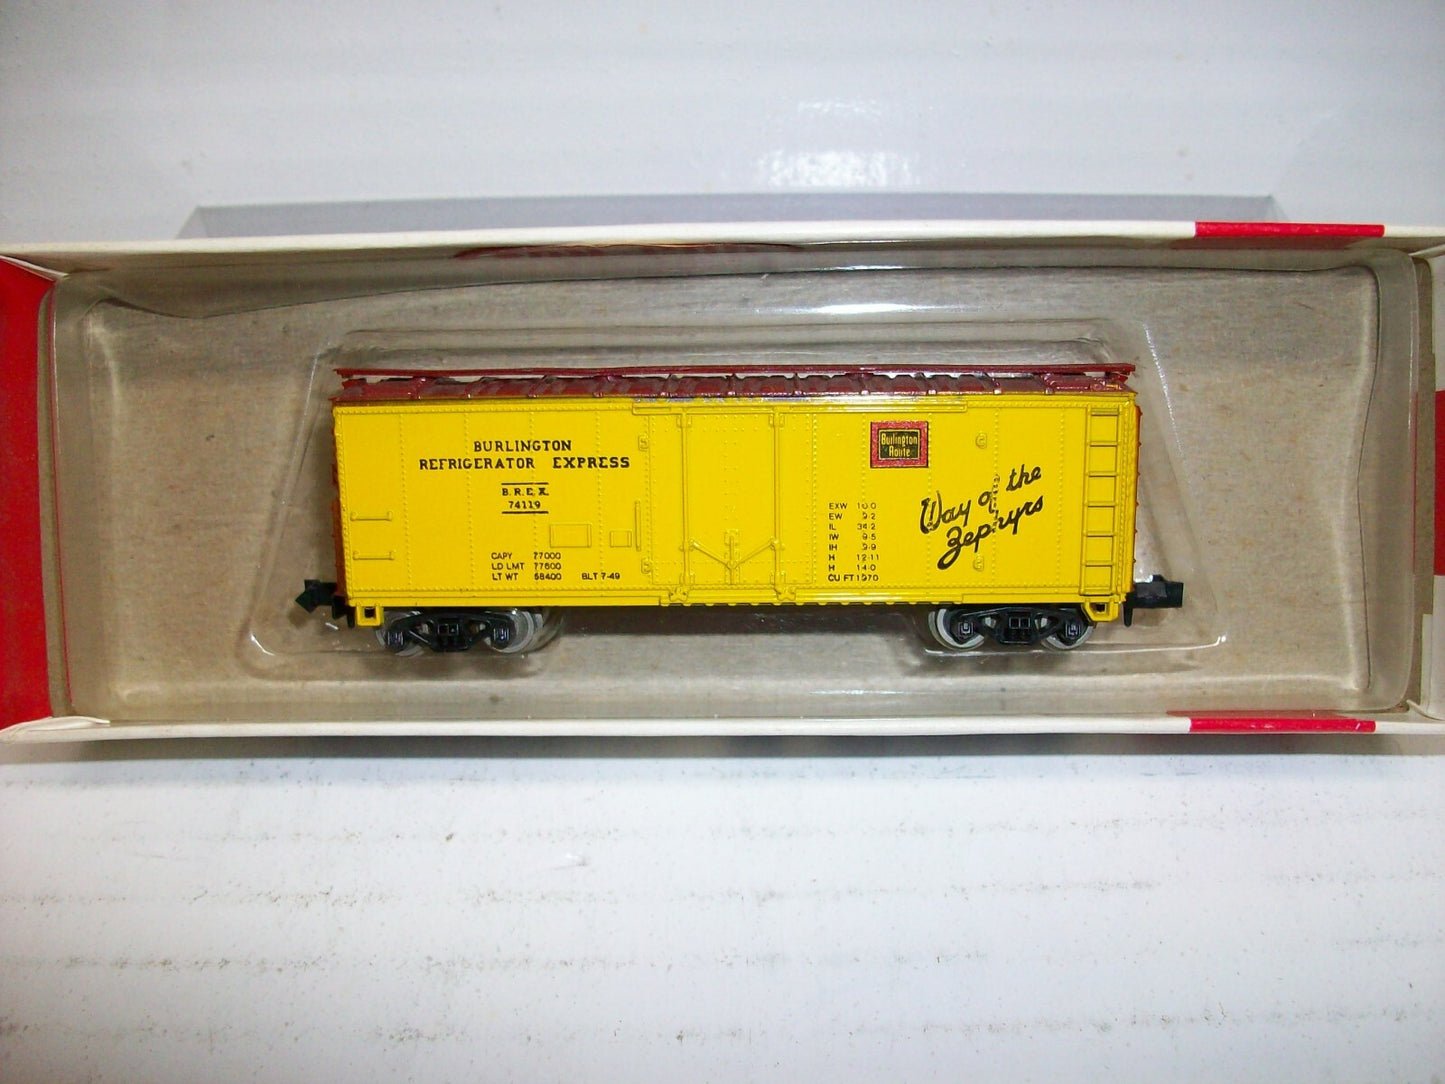 BURLINGTON
REFRIGERATOR EXPRESS
B.R.E.X.
74119
CAPY 77000
LD LMT 77600
LT WT 58400 BLT 7-49
Burlington
Route
Way of the
Zephyrs
EXW 10.0
EW 9.2
IL 34.2
IW 9.5
IH 9.9
H 12.11
H 14.0
CU FT 1970